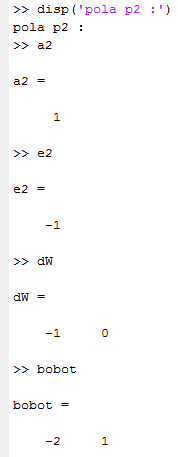 >> disp('pola p2 :')
pola p2 :
>> a2
a2 =
1
>> e2
e2 =
-1
>> dW
dW =
-1 0
>> bobot
bobot =
-2 1